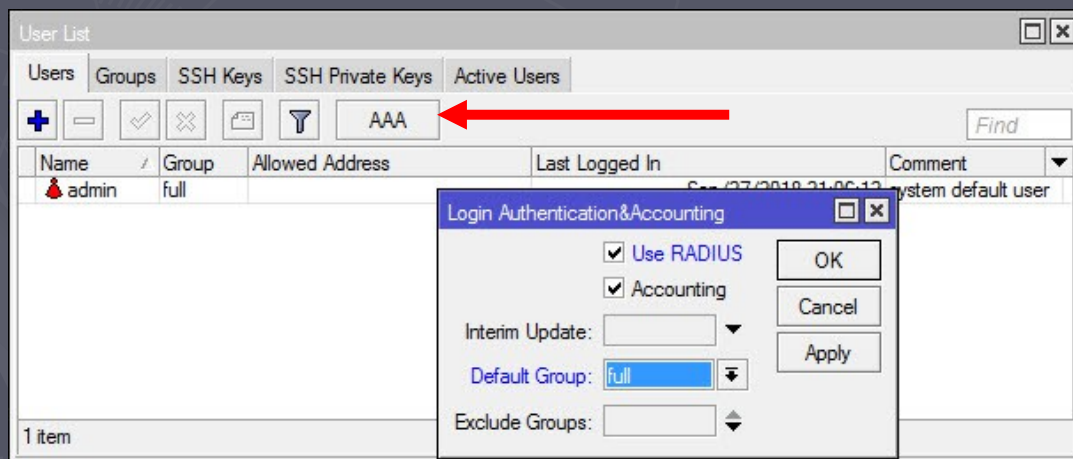 User List
Users Groups SSH Keys SSH Private Keys Active Users
AAA Find
Name Group Allowed Address Last Logged In Comment
admin full system default user
Login Authentication&Accounting
Use RADIUS OK
Accounting
Cancel
Interim Update:
Apply
Default Group: full
Exclude Groups:
1 item